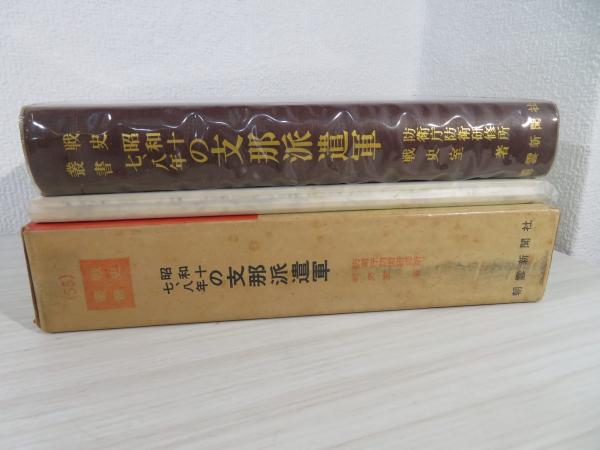 戦史叢書
昭和十七、八年の支那派遣軍
防衛庁防衛研修所
戦史室著
朝雲新聞社
(55)
戦史叢書
昭和十七、八年の支那派遣軍
朝雲新聞社